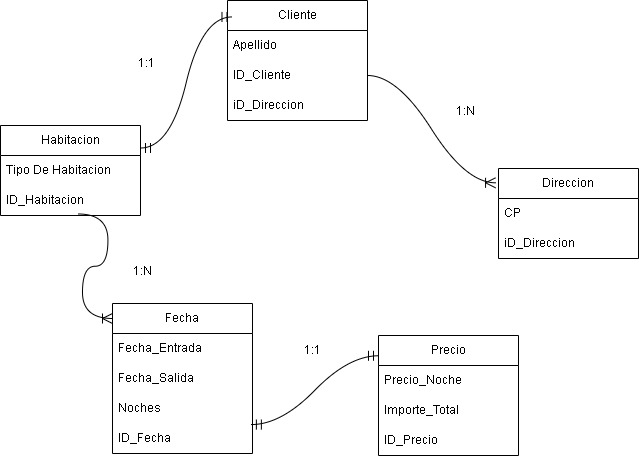 Cliente
Apellido
ID_Cliente
iD_Direccion
1:1
1:N
Habitacion
Tipo De Habitacion
ID_Habitacion
Direccion
CP
iD_Direccion
1:N
Fecha
Fecha_Entrada
Fecha_Salida
Noches
ID_Fecha
1:1
Precio
Precio_Noche
Importe_Total
ID_Precio